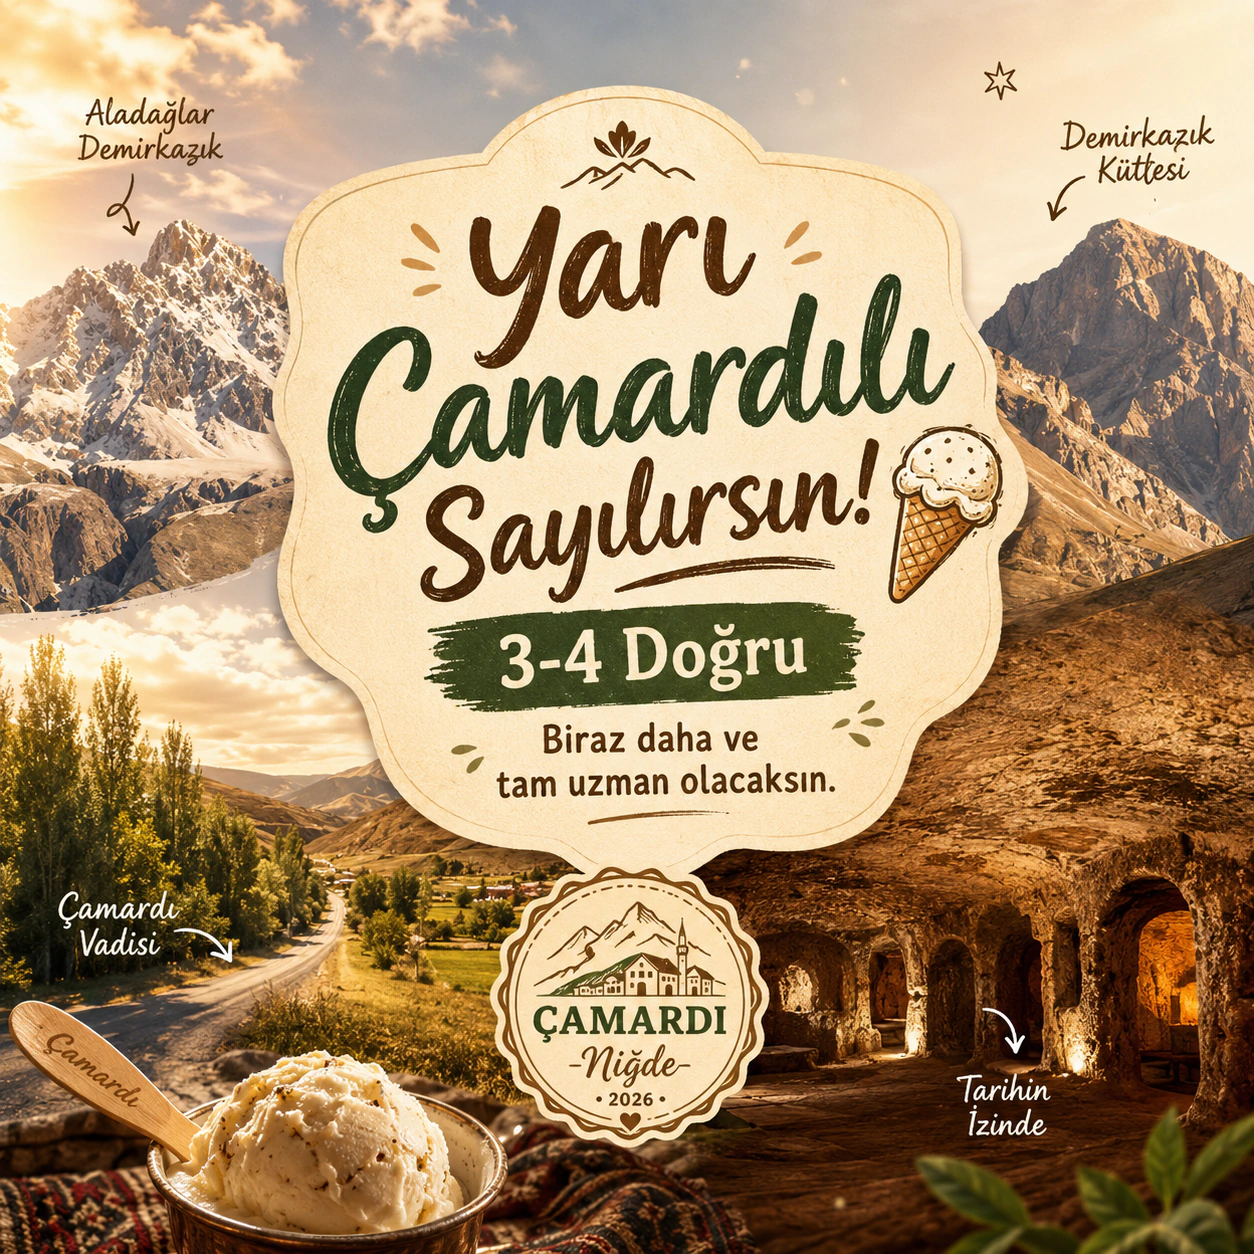 Aladağlar
Demirkazık
Demirkazık
Küttesi
Yarı
Çamardılı
Sayılırsın!
3-4 Doğru
Biraz daha ve
tam uzman olacaksın.
Çamardı
Vadisi
Çamardı
ÇAMARDI
-Niğde-
• 2026 •
Tarihin
İzinde